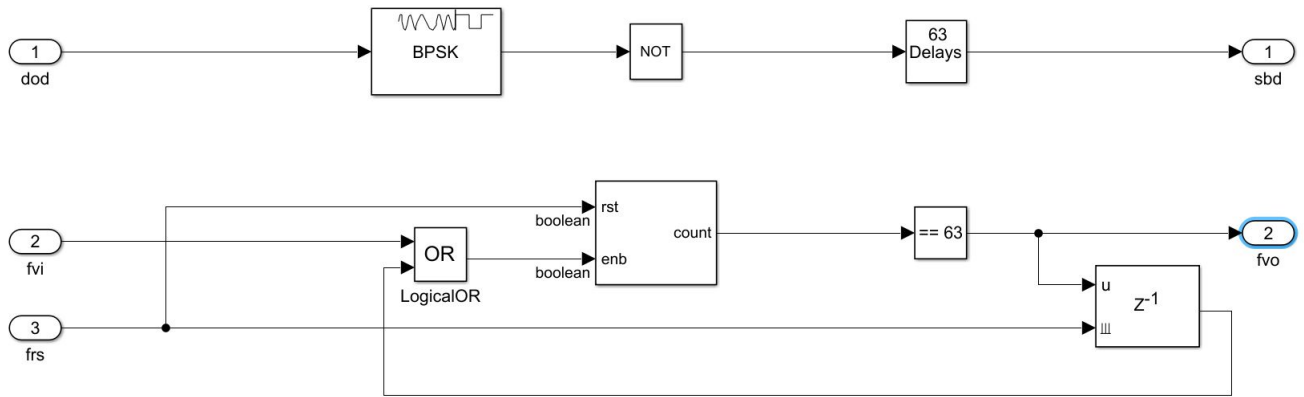 1
dod
BPSK
NOT
63
Delays
1
sbd
2
fvi
OR
LogicalOR
boolean
rst
boolean
enb
count
== 63
2
fvo
3
frs
u
Z-1